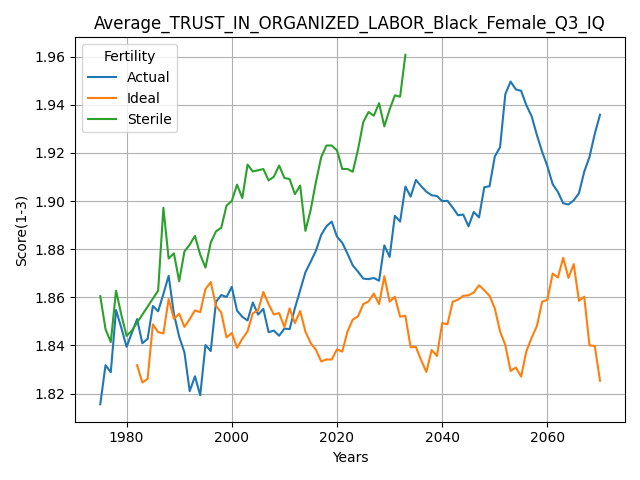 Average_TRUST_IN_ORGANIZED_LABOR_Black_Female_Q3_IQ
Fertility
Actual
Ideal
Sterile
Score(1-3)
1.96
1.94
1.92
1.90
1.88
1.86
1.84
1.82
1980
2000
2020
2040
2060
Years